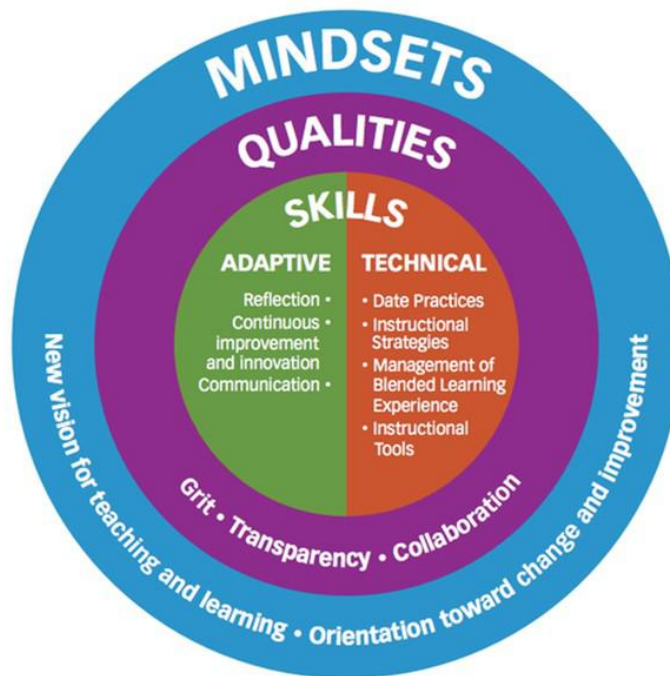 MINDSETS
QUALITIES
SKILLS
ADAPTIVE
Reflection •
Continuous •
improvement
and innovation
Communication •
TECHNICAL
• Date Practices
• Instructional
Strategies
• Management of
Blended Learning
Experience
• Instructional
Tools
Grit • Transparency • Collaboration
New vision for teaching and learning • Orientation toward change and improvement